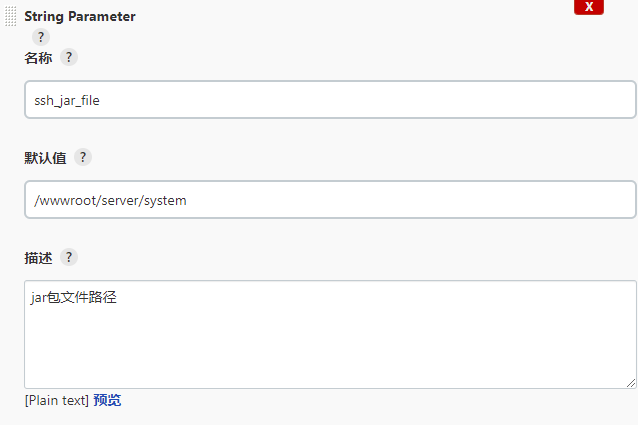 String Parameter
X
?
名称 ?
ssh_jar_file
默认值 ?
/wwwroot/server/system
描述 ?
jar包文件路径
[Plain text] 预览